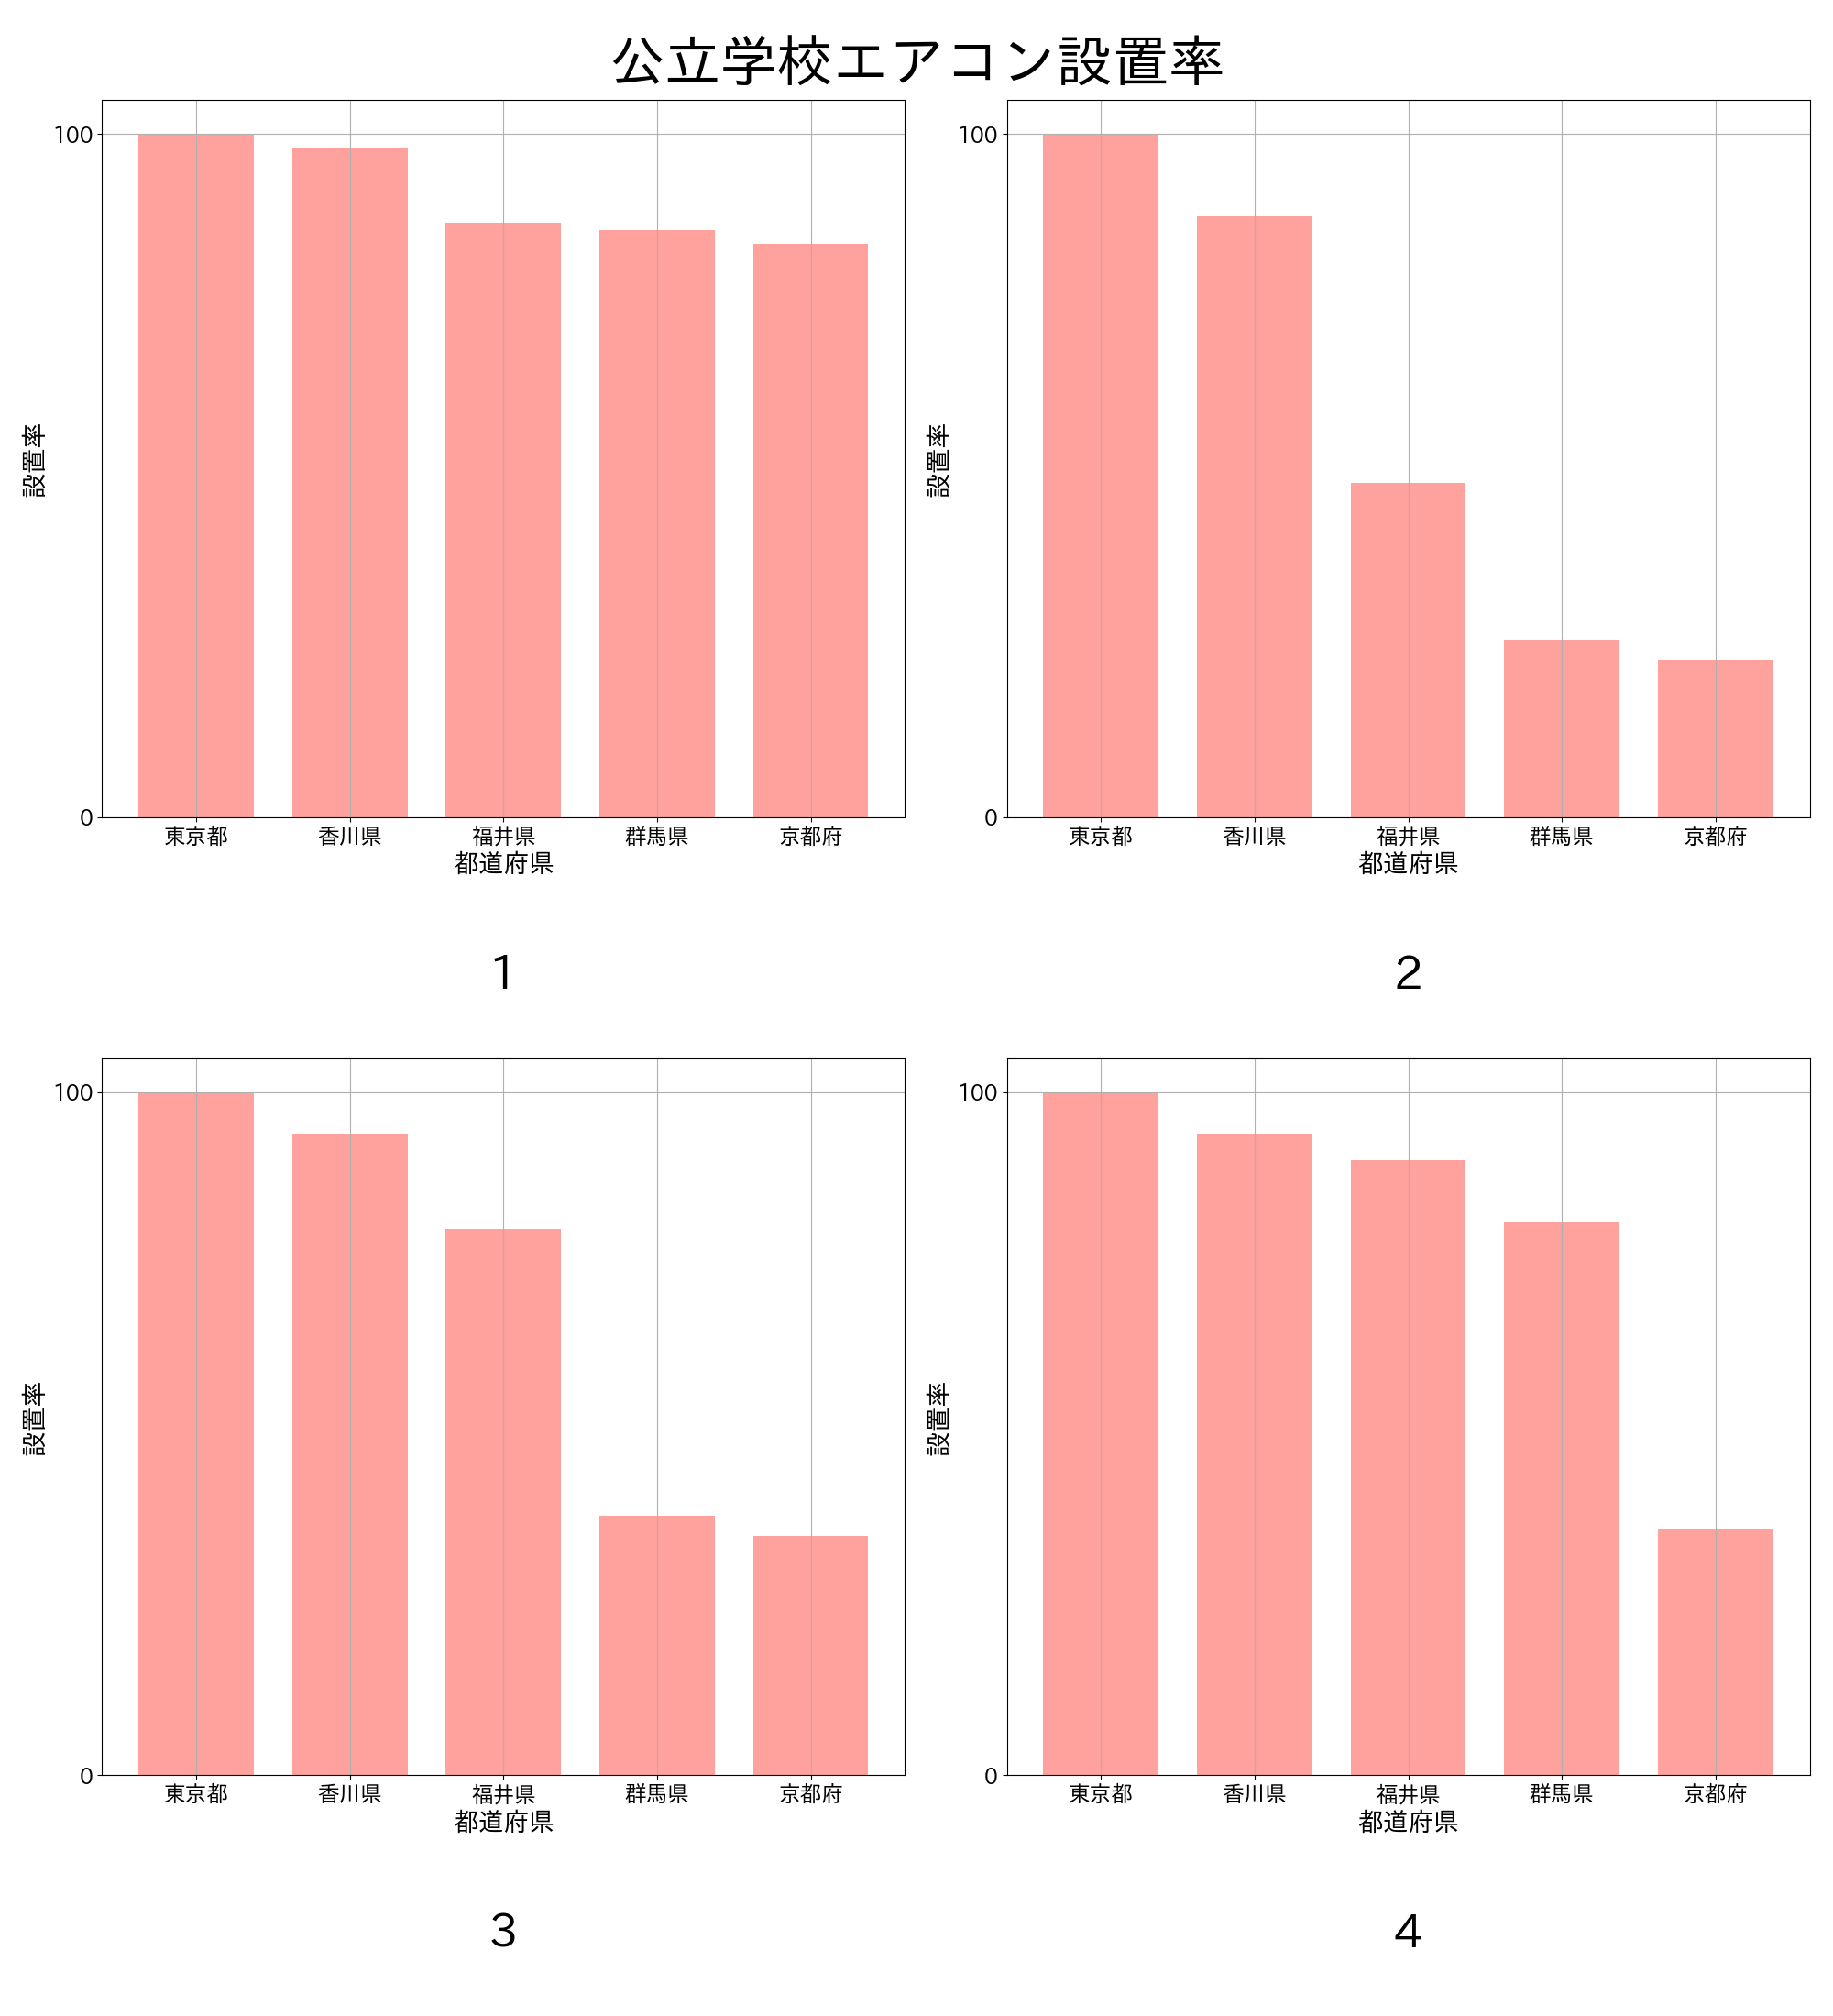 公立学校エアコン設置率
100
設置率
0
東京都 香川県 福井県 群馬県 京都府
都道府県
1
100
設置率
0
東京都 香川県 福井県 群馬県 京都府
都道府県
2
100
設置率
0
東京都 香川県 福井県 群馬県 京都府
都道府県
3
100
設置率
0
東京都 香川県 福井県 群馬県 京都府
都道府県
4